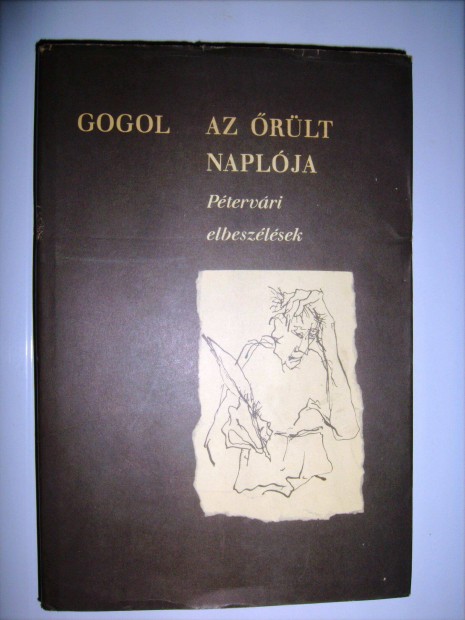 GOGOL AZ ŐRÜLT
NAPLÓJA
Pétervári
elbeszélések